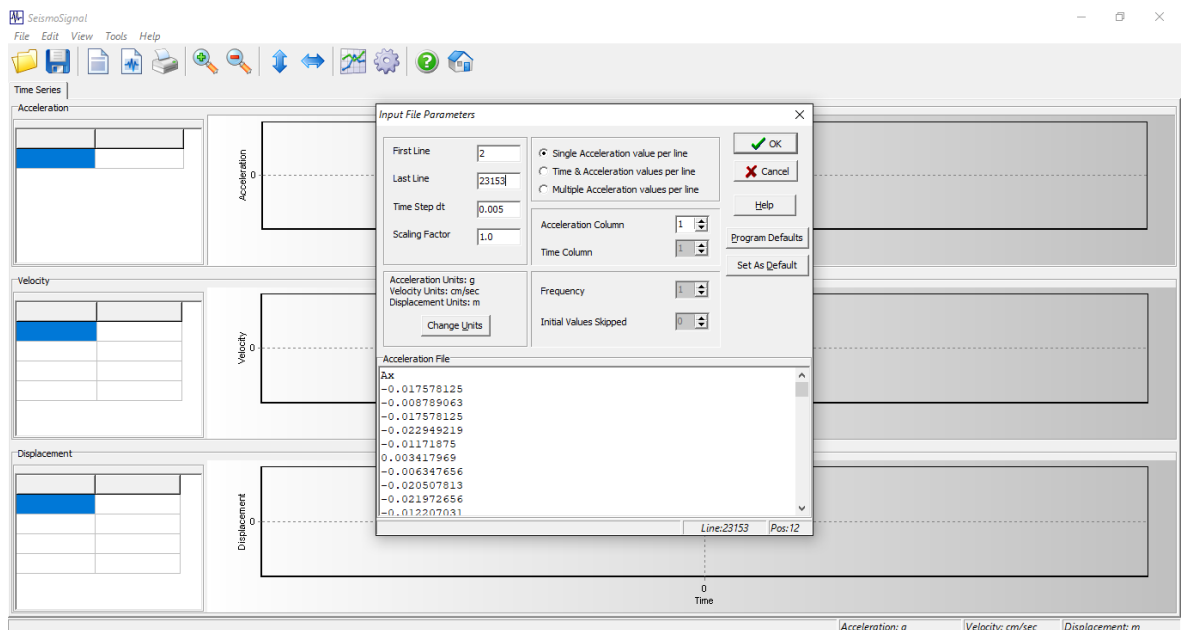 SeismoSignal
File Edit View Tools Help
Time Series
Acceleration
Acceleration
0
Velocity
Velocity
0
Displacement
Displacement
0
0
Time
Input File Parameters
First Line 2
Last Line 23153
Time Step dt 0.005
Scaling Factor 1.0
Single Acceleration value per line
Time & Acceleration values per line
Multiple Acceleration values per line
Acceleration Column 1
Time Column 1
Acceleration Units: g
Velocity Units: cm/sec
Displacement Units: m
Change Units
Frequency 1
Initial Values Skipped 0
OK
Cancel
Help
Program Defaults
Set As Default
Acceleration File
Ax
-0.017578125
-0.008789063
-0.017578125
-0.022949219
-0.01171875
0.003417969
-0.006347656
-0.020507813
-0.021972656
-0.012207031
Line:23153 Pos:12
Acceleration: g Velocity: cm/sec Displacement: m